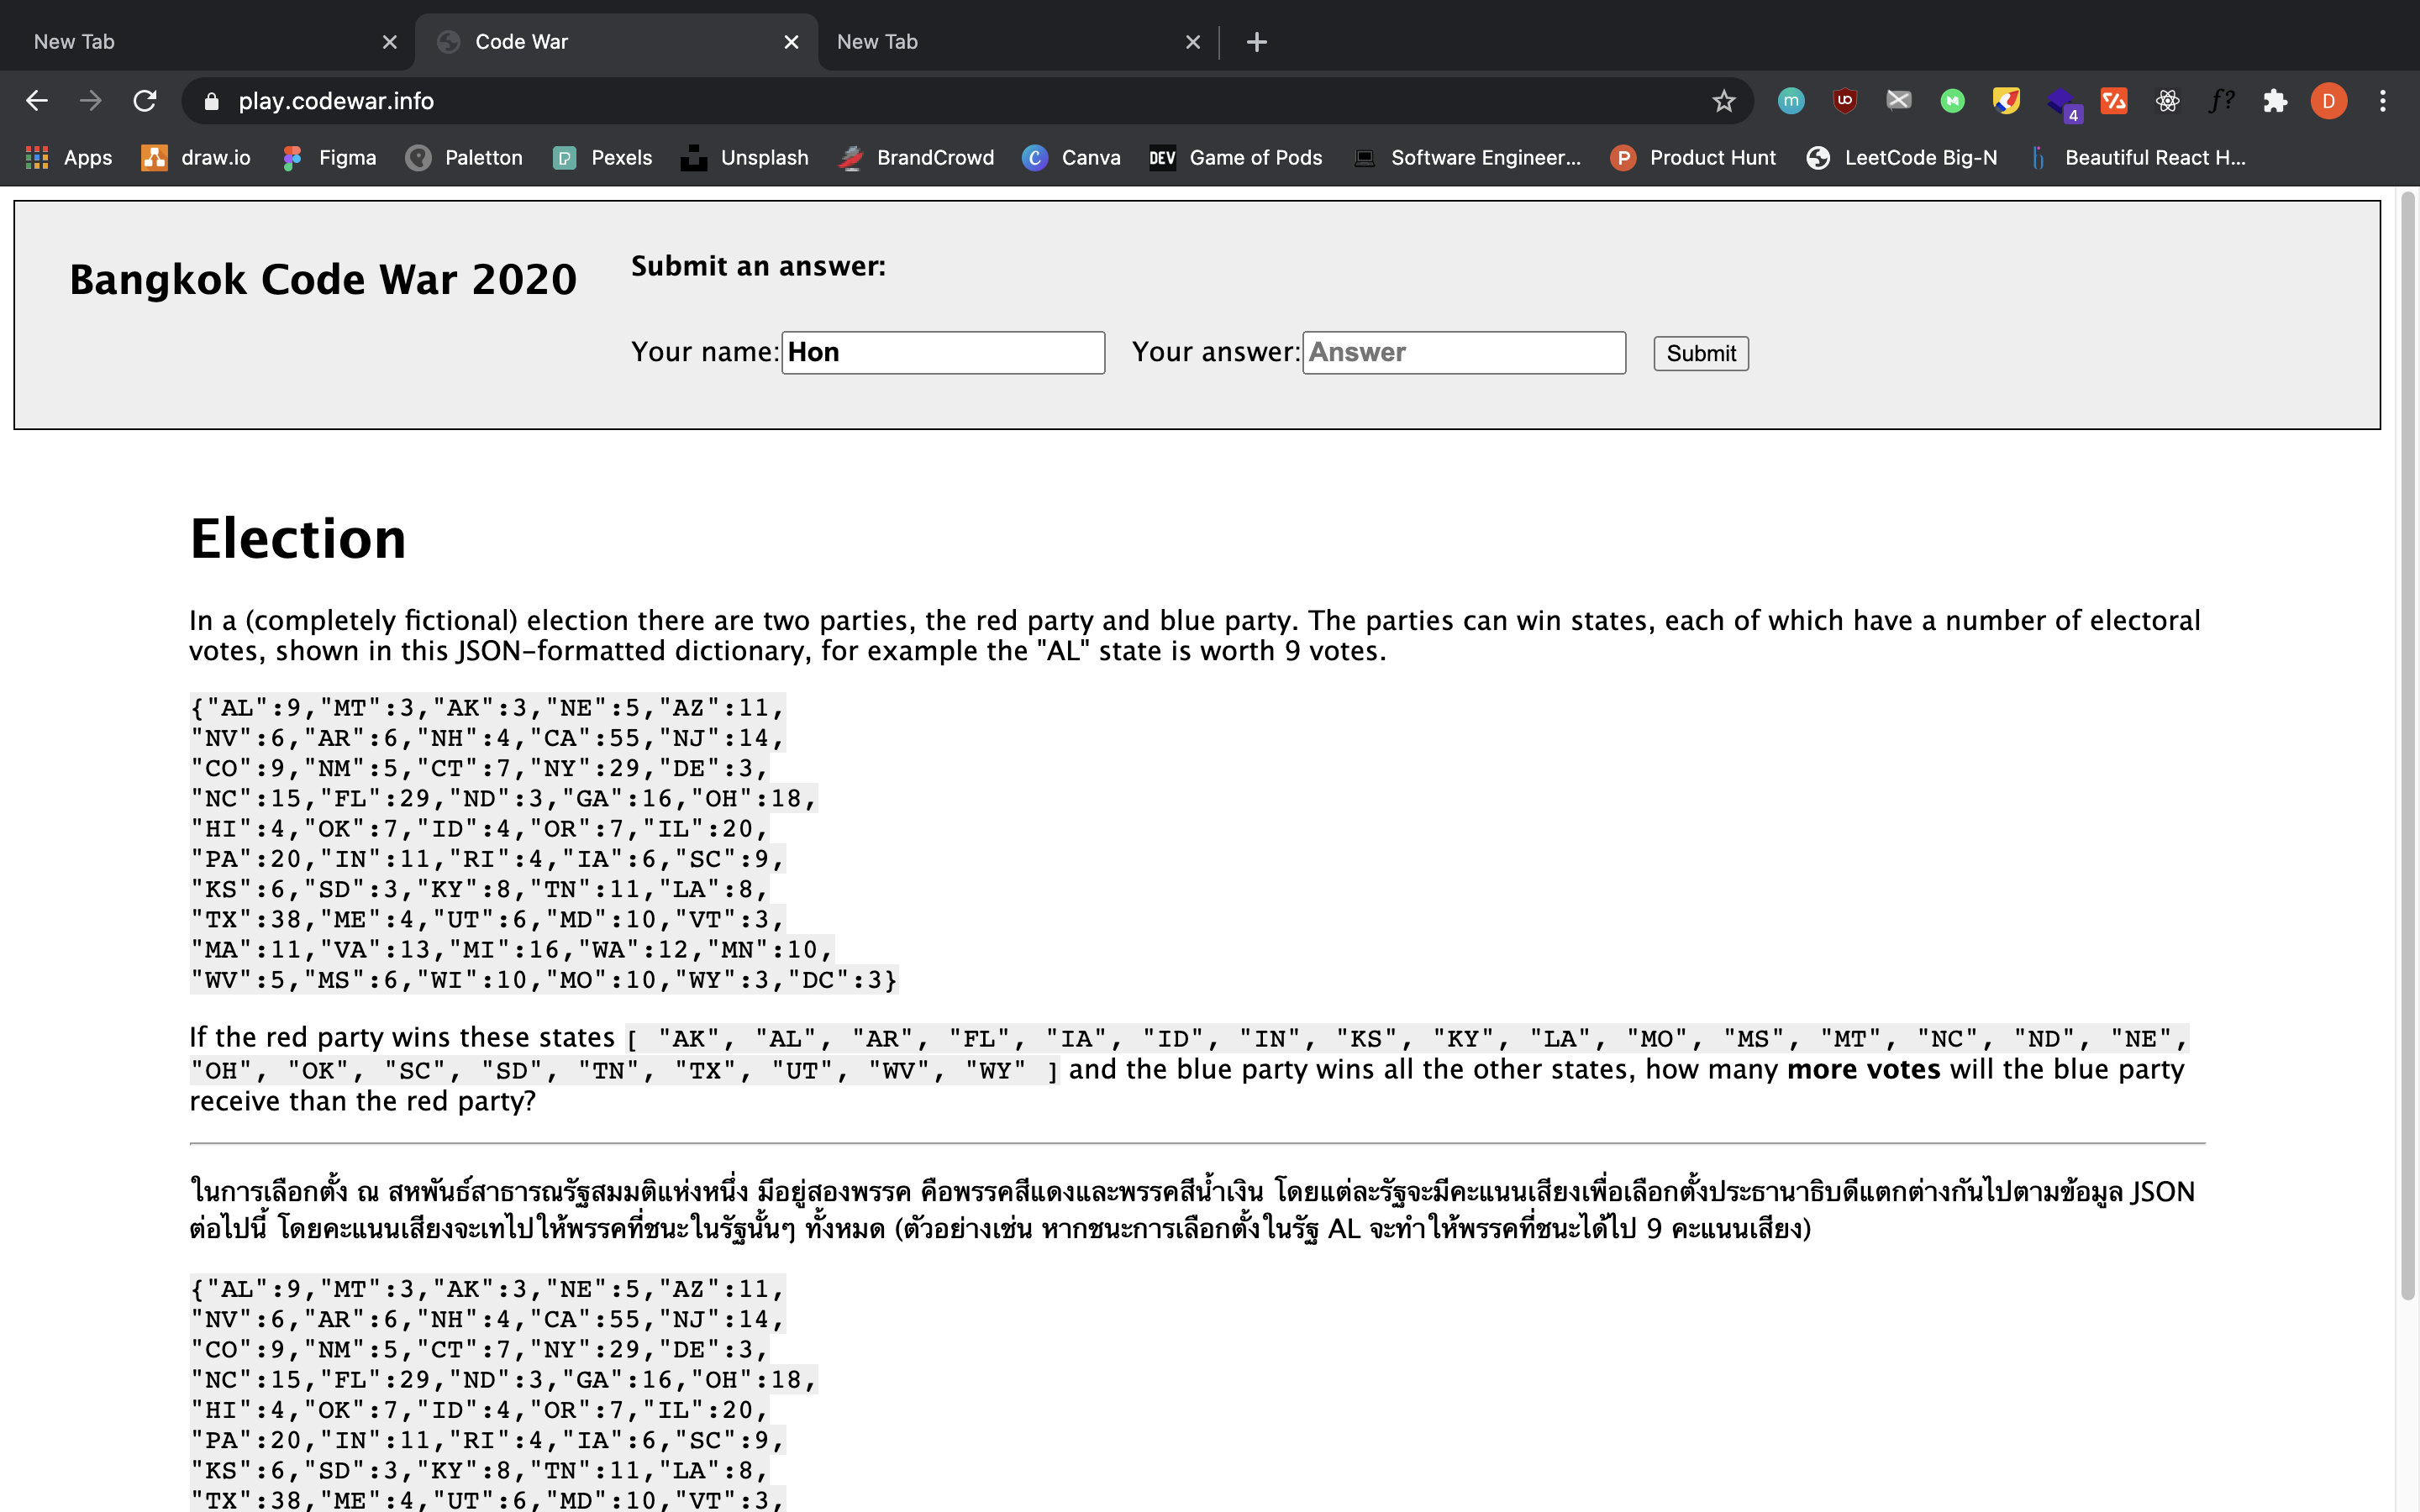 New Tab
Code War
New Tab
play.codewar.info
4
D
Apps draw.io Figma Paletton Pexels Unsplash BrandCrowd Canva DEV Game of Pods Software Engineer... Product Hunt LeetCode Big-N Beautiful React H...
Bangkok Code War 2020
Submit an answer:
Your name: Hon Your answer: Answer Submit
Election
In a (completely fictional) election there are two parties, the red party and blue party. The parties can win states, each of which have a number of electoral
votes, shown in this JSON-formatted dictionary, for example the "AL" state is worth 9 votes.
{"AL":9,"MT":3,"AK":3,"NE":5,"AZ":11,
"NV":6,"AR":6,"NH":4,"CA":55,"NJ":14,
"CO":9,"NM":5,"CT":7,"NY":29,"DE":3,
"NC":15,"FL":29,"ND":3,"GA":16,"OH":18,
"HI":4,"OK":7,"ID":4,"OR":7,"IL":20,
"PA":20,"IN":11,"RI":4,"IA":6,"SC":9,
"KS":6,"SD":3,"KY":8,"TN":11,"LA":8,
"TX":38,"ME":4,"UT":6,"MD":10,"VT":3,
"MA":11,"VA":13,"MI":16,"WA":12,"MN":10,
"WV":5,"MS":6,"WI":10,"MO":10,"WY":3,"DC":3}
If the red party wins these states [ "AK", "AL", "AR", "FL", "IA", "ID", "IN", "KS", "KY", "LA", "MO", "MS", "MT", "NC", "ND", "NE",
"OH", "OK", "SC", "SD", "TN", "TX", "UT", "WV", "WY" ] and the blue party wins all the other states, how many more votes will the blue party
receive than the red party?
ในการเลือกตั้ง ณ สหพันธ์สาธารณรัฐสมมติแห่งหนึ่ง มีอยู่สองพรรค คือพรรคสีแดงและพรรคสีน้ำเงิน โดยแต่ละรัฐจะมีคะแนนเสียงเพื่อเลือกตั้งประธานาธิบดีแตกต่างกันไปตามข้อมูล JSON
ต่อไปนี้ โดยคะแนนเสียงจะเทไปให้พรรคที่ชนะในรัฐนั้นๆ ทั้งหมด (ตัวอย่างเช่น หากชนะการเลือกตั้งในรัฐ AL จะทำให้พรรคที่ชนะได้ไป 9 คะแนนเสียง)
{"AL":9,"MT":3,"AK":3,"NE":5,"AZ":11,
"NV":6,"AR":6,"NH":4,"CA":55,"NJ":14,
"CO":9,"NM":5,"CT":7,"NY":29,"DE":3,
"NC":15,"FL":29,"ND":3,"GA":16,"OH":18,
"HI":4,"OK":7,"ID":4,"OR":7,"IL":20,
"PA":20,"IN":11,"RI":4,"IA":6,"SC":9,
"KS":6,"SD":3,"KY":8,"TN":11,"LA":8,
"TX":38,"ME":4,"UT":6,"MD":10,"VT":3,